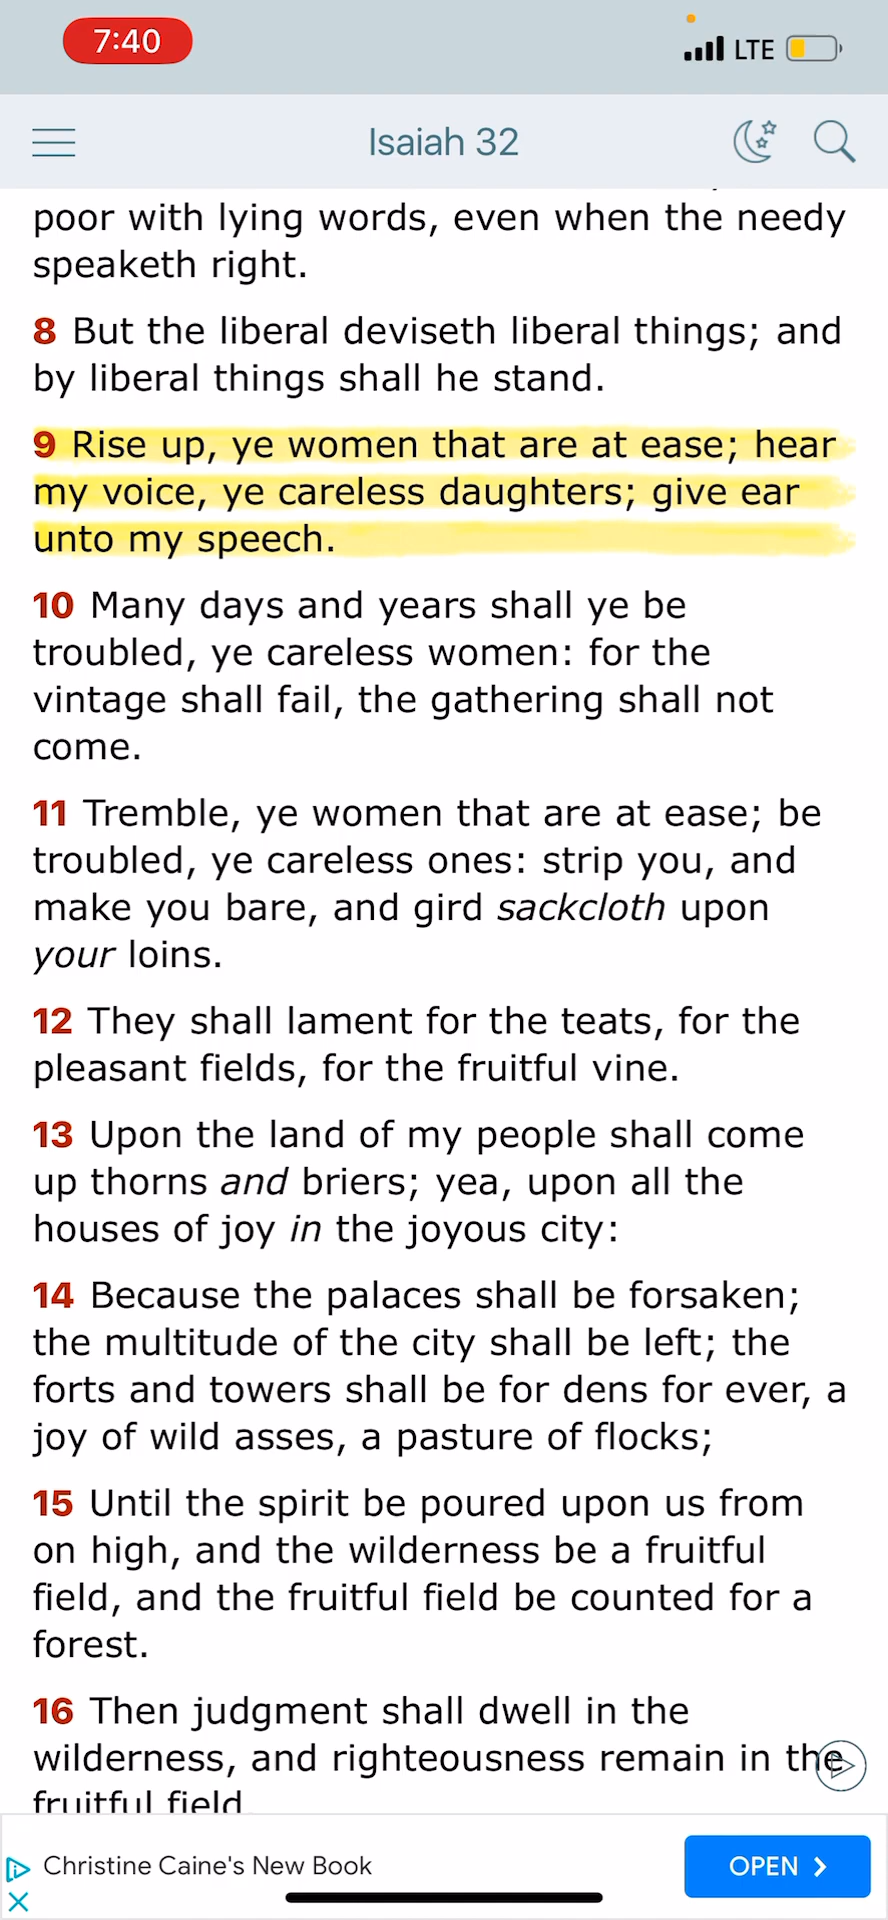 7:40
LTE
Isaiah 32
poor with lying words, even when the needy
speaketh right.
8 But the liberal deviseth liberal things; and
by liberal things shall he stand.
9 Rise up, ye women that are at ease; hear
my voice, ye careless daughters; give ear
unto my speech.
10 Many days and years shall ye be
troubled, ye careless women: for the
vintage shall fail, the gathering shall not
come.
11 Tremble, ye women that are at ease; be
troubled, ye careless ones: strip you, and
make you bare, and gird sackcloth upon
your loins.
12 They shall lament for the teats, for the
pleasant fields, for the fruitful vine.
13 Upon the land of my people shall come
up thorns and briers; yea, upon all the
houses of joy in the joyous city:
14 Because the palaces shall be forsaken;
the multitude of the city shall be left; the
forts and towers shall be for dens for ever, a
joy of wild asses, a pasture of flocks;
15 Until the spirit be poured upon us from
on high, and the wilderness be a fruitful
field, and the fruitful field be counted for a
forest.
16 Then judgment shall dwell in the
wilderness, and righteousness remain in the
fruitful field.
Christine Caine's New Book
OPEN